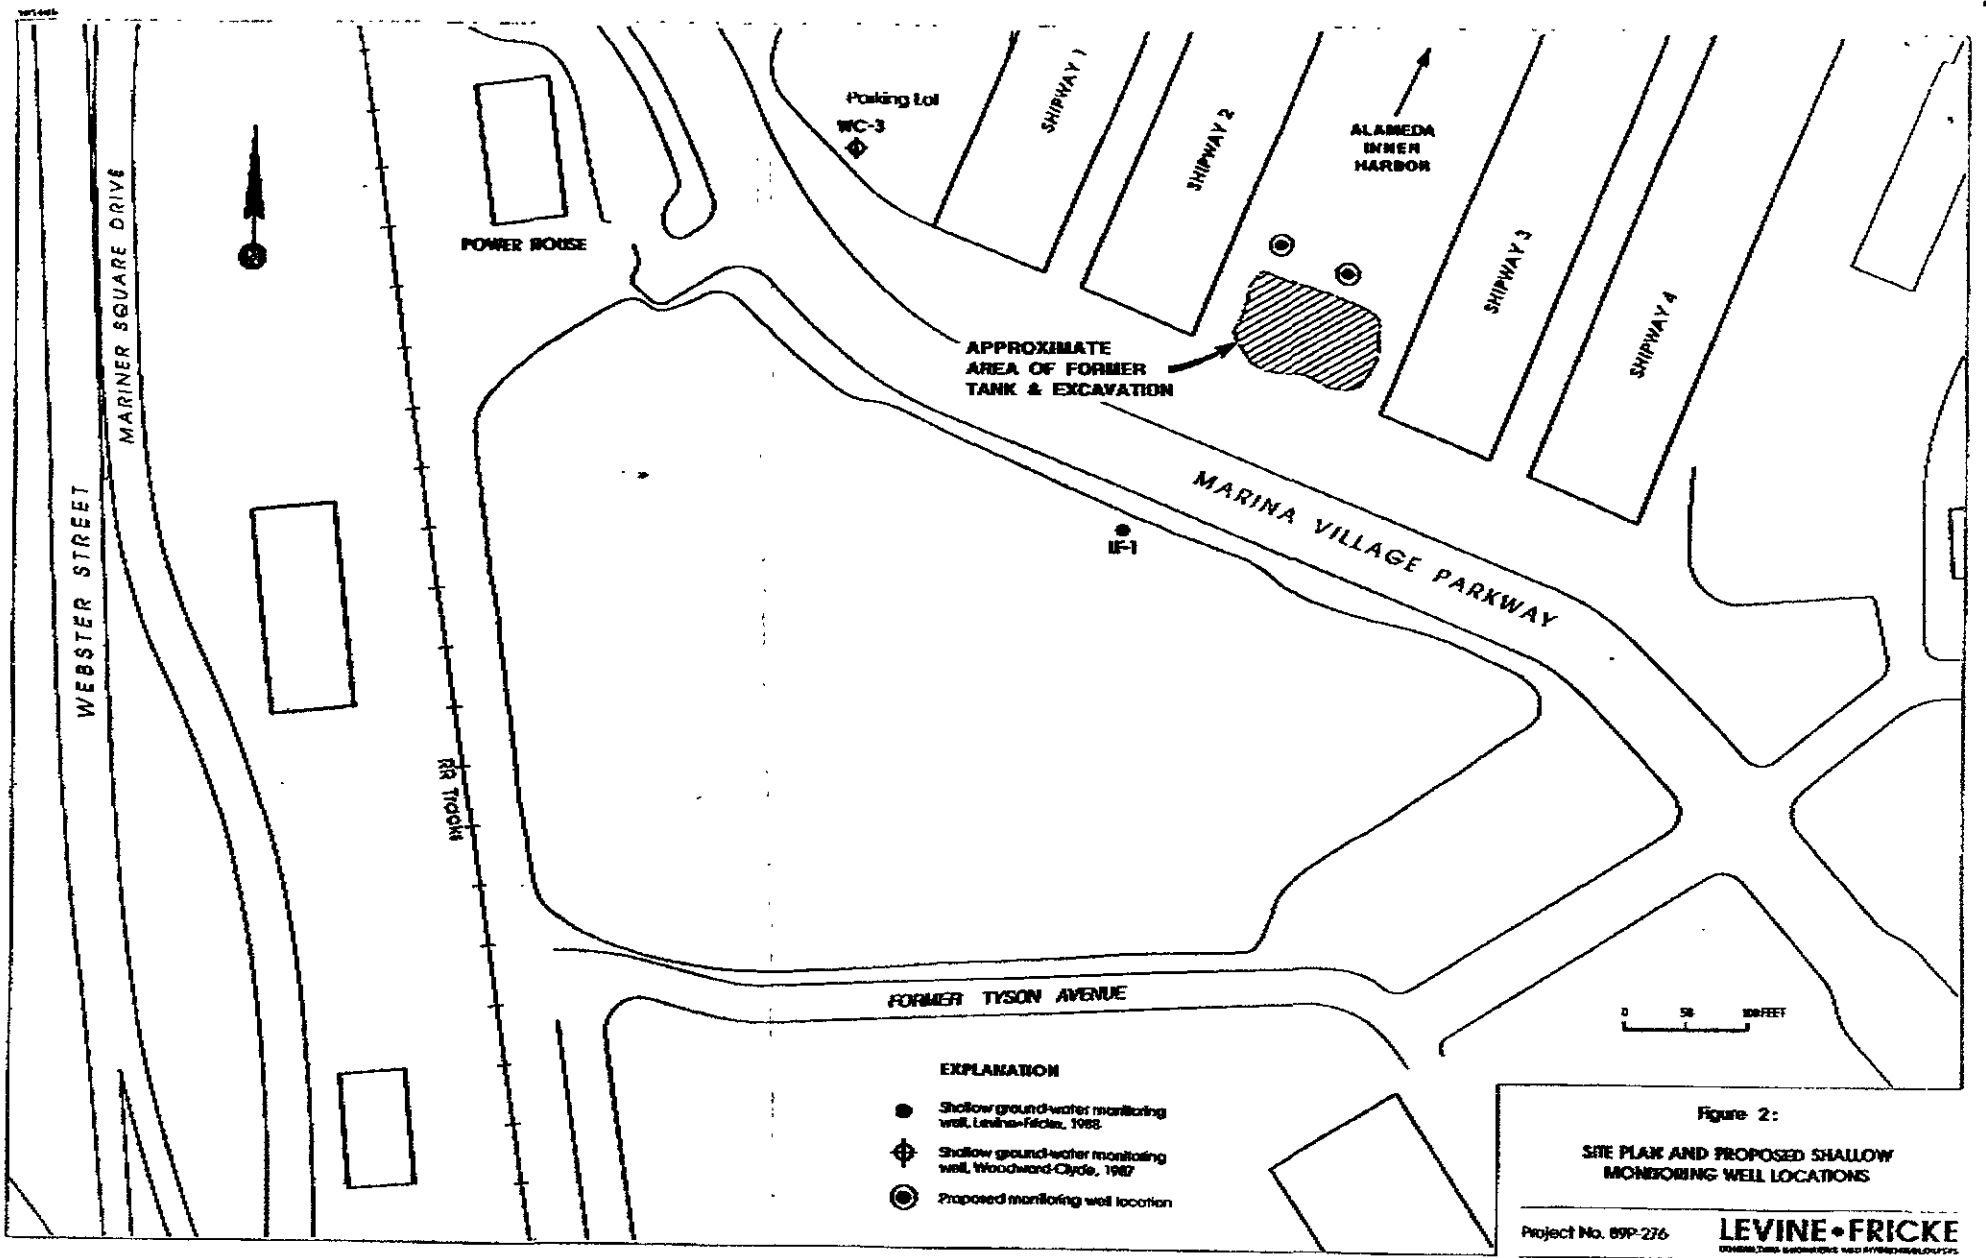 Parking Lot
WC-3
SHIPWAY 1
SHIPWAY 2
ALAMEDA
INNER
HARBOR
SHIPWAY 3
SHIPWAY 4
POWER HOUSE
MARINER SQUARE DRIVE
WEBSTER STREET
APPROXIMATE
AREA OF FORMER
TANK & EXCAVATION
MARINA VILLAGE PARKWAY
LF-1
RR Tracks
FORMER TYSON AVENUE
0 50 100 FEET
EXPLANATION
Shallow ground-water monitoring
well, Levine-Fricke, 1988
Shallow ground-water monitoring
well, Woodward-Clyde, 1987
Proposed monitoring well location
Figure 2:
SITE PLAN AND PROPOSED SHALLOW
MONITORING WELL LOCATIONS
Project No. 89P-276
LEVINE•FRICKE
CONSULTING ENGINEERS AND HYDROGEOLOGISTS